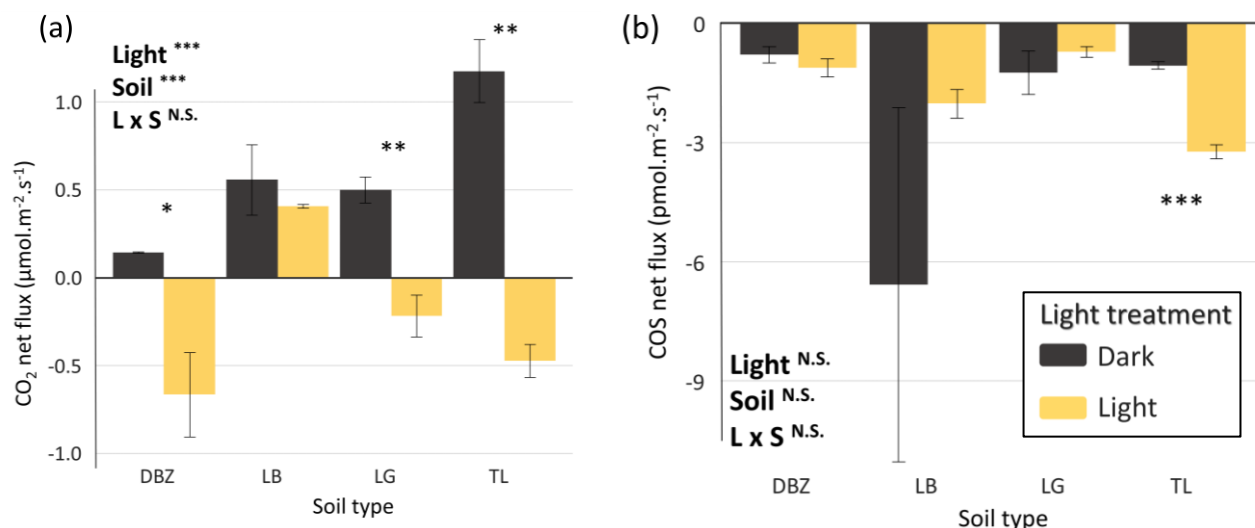 (a)
Light ***
Soil ***
L x S N.S.
**
**
*
1.0
0.5
0.0
-0.5
-1.0
CO₂ net flux (µmol.m⁻².s⁻¹)
DBZ LB LG TL
Soil type
(b)
0
-3
-6
-9
COS net flux (pmol.m⁻².s⁻¹)
***
Light treatment
Dark
Light
Light N.S.
Soil N.S.
L x S N.S.
DBZ LB LG TL
Soil type